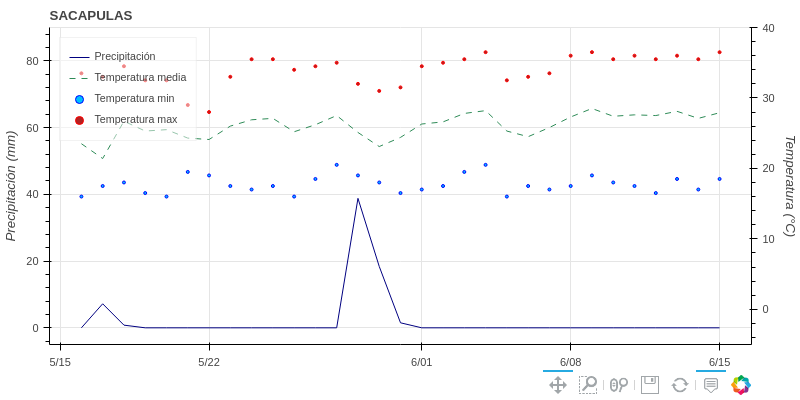 SACAPULAS
Precipitación
Temperatura media
Temperatura min
Temperatura max
Precipitación (mm)
80
60
40
20
0
Temperatura (°C)
40
30
20
10
0
5/15
5/22
6/01
6/08
6/15